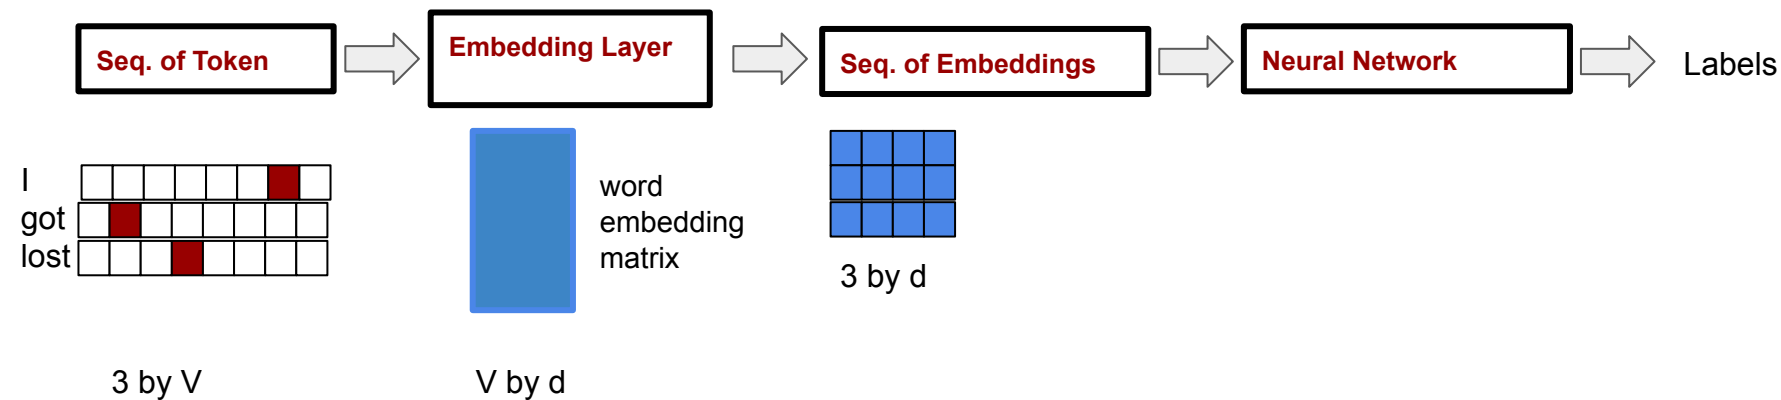 Seq. of Token
Embedding Layer
Seq. of Embeddings
Neural Network
Labels
I
got
lost
word
embedding
matrix
3 by d
3 by V
V by d